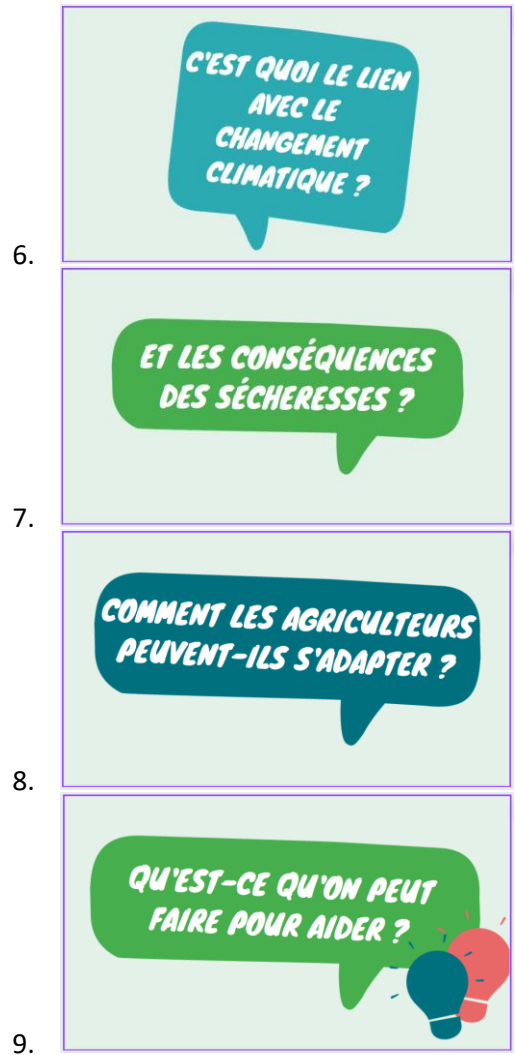 C'EST QUOI LE LIEN
AVEC LE
CHANGEMENT
CLIMATIQUE ?
6.
ET LES CONSÉQUENCES
DES SÉCHERESSES ?
7.
COMMENT LES AGRICULTEURS
PEUVENT-ILS S'ADAPTER ?
8.
QU'EST-CE QU'ON PEUT
FAIRE POUR AIDER ?
9.